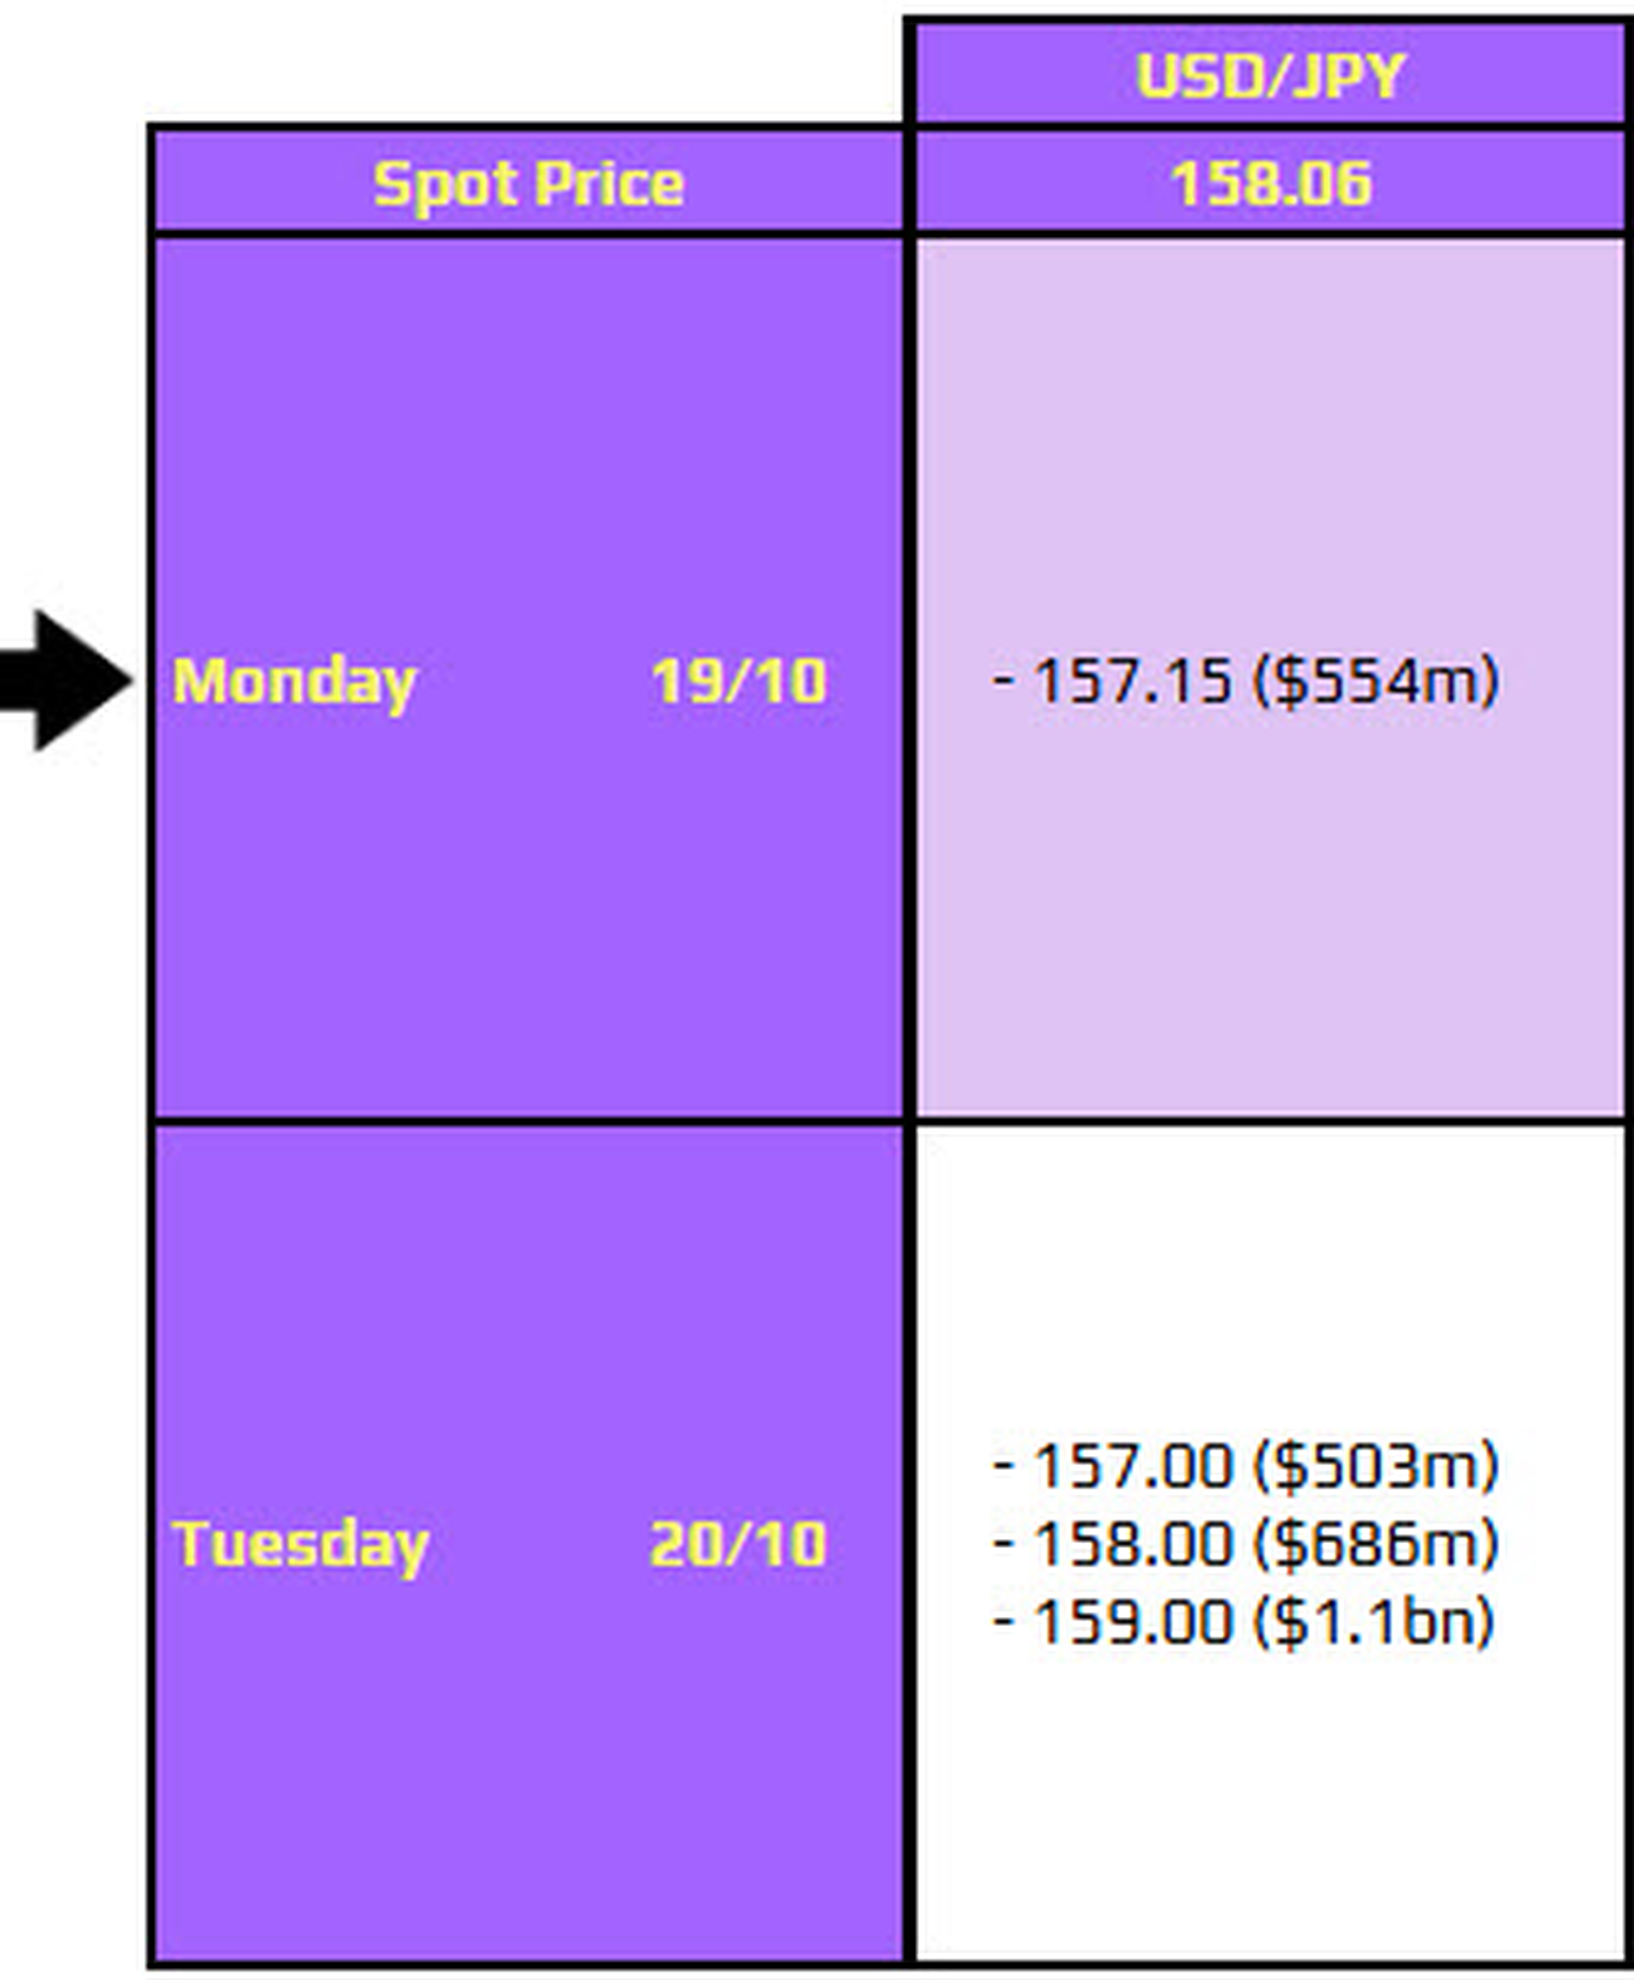 USD/JPY
Spot Price 158.06
Monday 19/10 - 157.15 ($554m)
- 157.00 ($503m)
Tuesday 20/10 - 158.00 ($686m)
- 159.00 ($1.1bn)